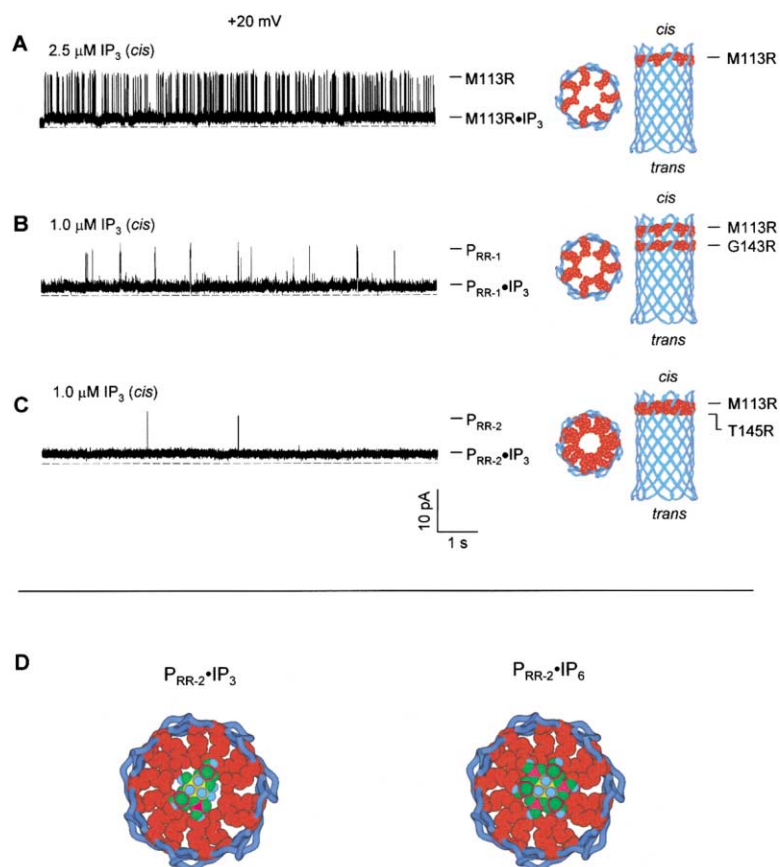 +20 mV
A
2.5 μM IP3 (cis)
M113R
M113R•IP3
cis
M113R
trans
B
1.0 μM IP3 (cis)
PRR-1
PRR-1•IP3
cis
M113R
G143R
trans
C
1.0 μM IP3 (cis)
PRR-2
PRR-2•IP3
cis
M113R
T145R
trans
10 pA
1 s
D
PRR-2•IP3
PRR-2•IP6